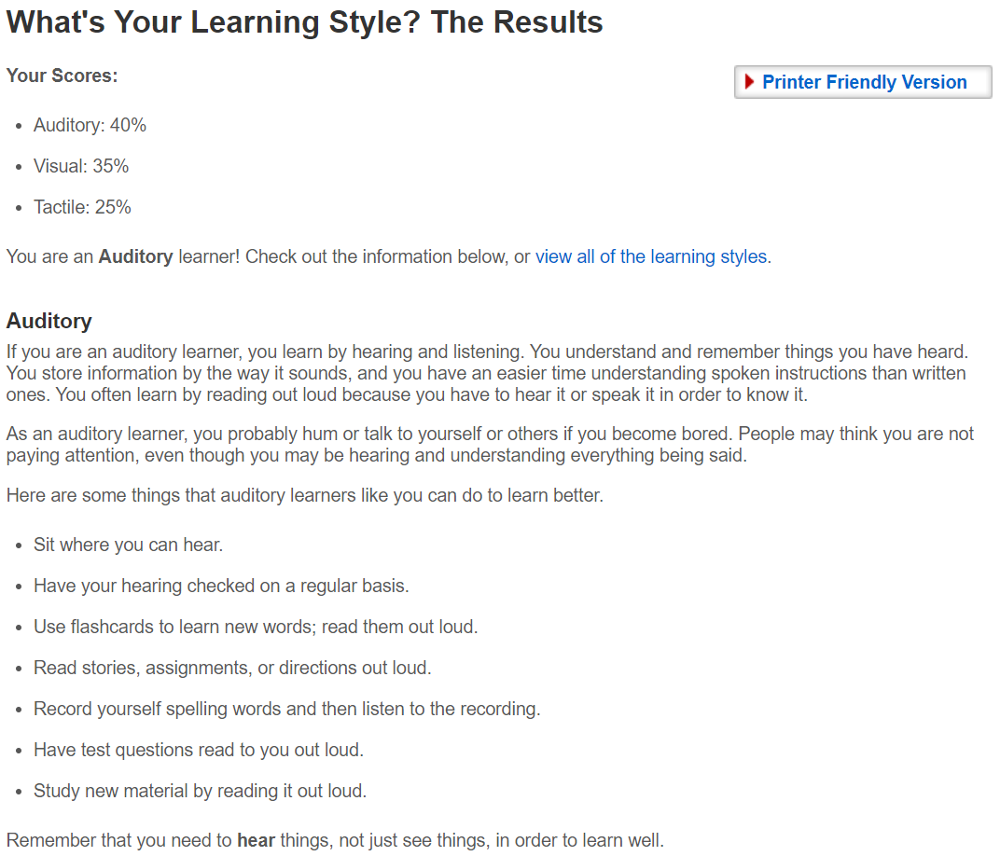 What's Your Learning Style? The Results
Your Scores:
Printer Friendly Version
• Auditory: 40%
• Visual: 35%
• Tactile: 25%
You are an Auditory learner! Check out the information below, or view all of the learning styles.
Auditory
If you are an auditory learner, you learn by hearing and listening. You understand and remember things you have heard.
You store information by the way it sounds, and you have an easier time understanding spoken instructions than written
ones. You often learn by reading out loud because you have to hear it or speak it in order to know it.
As an auditory learner, you probably hum or talk to yourself or others if you become bored. People may think you are not
paying attention, even though you may be hearing and understanding everything being said.
Here are some things that auditory learners like you can do to learn better.
• Sit where you can hear.
• Have your hearing checked on a regular basis.
• Use flashcards to learn new words; read them out loud.
• Read stories, assignments, or directions out loud.
• Record yourself spelling words and then listen to the recording.
• Have test questions read to you out loud.
• Study new material by reading it out loud.
Remember that you need to hear things, not just see things, in order to learn well.